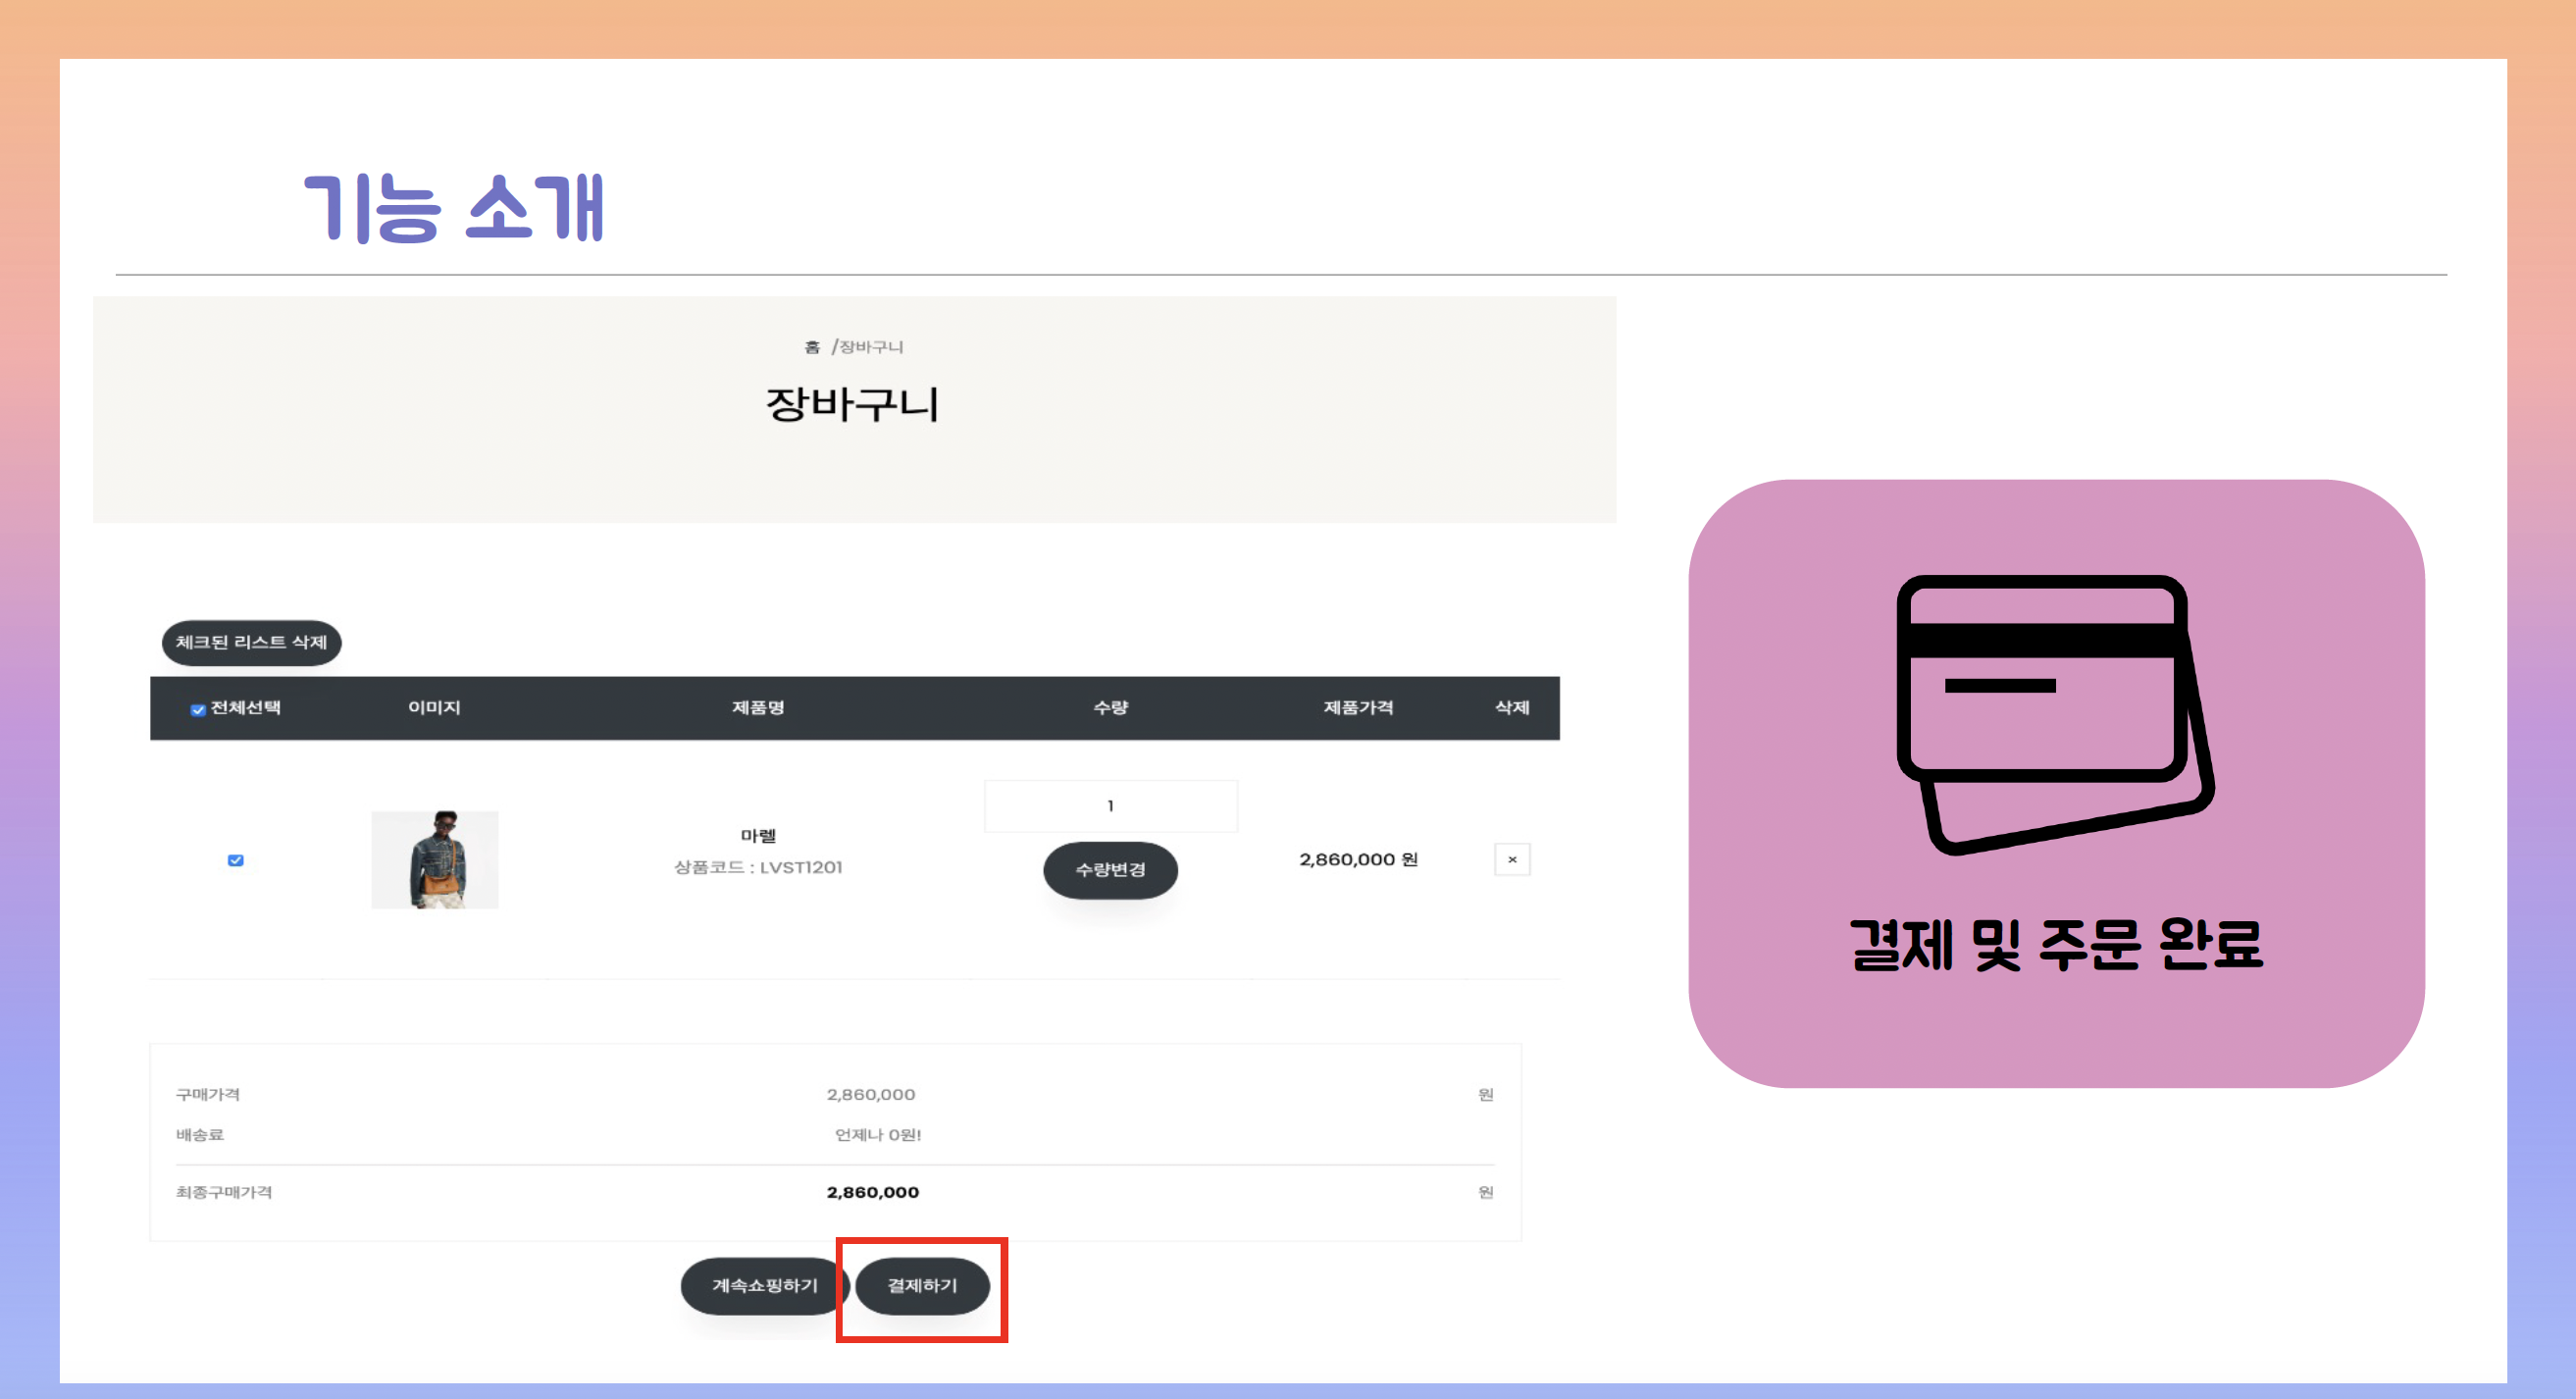 기능 소개
홈 /장바구니
장바구니
체크된 리스트 삭제
전체선택 이미지 제품명 수량 제품가격 삭제
1
마렐
상품코드 : LVST1201
수량변경
2,860,000 원
×
구매가격 2,860,000 원
배송료 언제나 0원!
최종구매가격 2,860,000 원
계속쇼핑하기 결제하기
결제 및 주문 완료